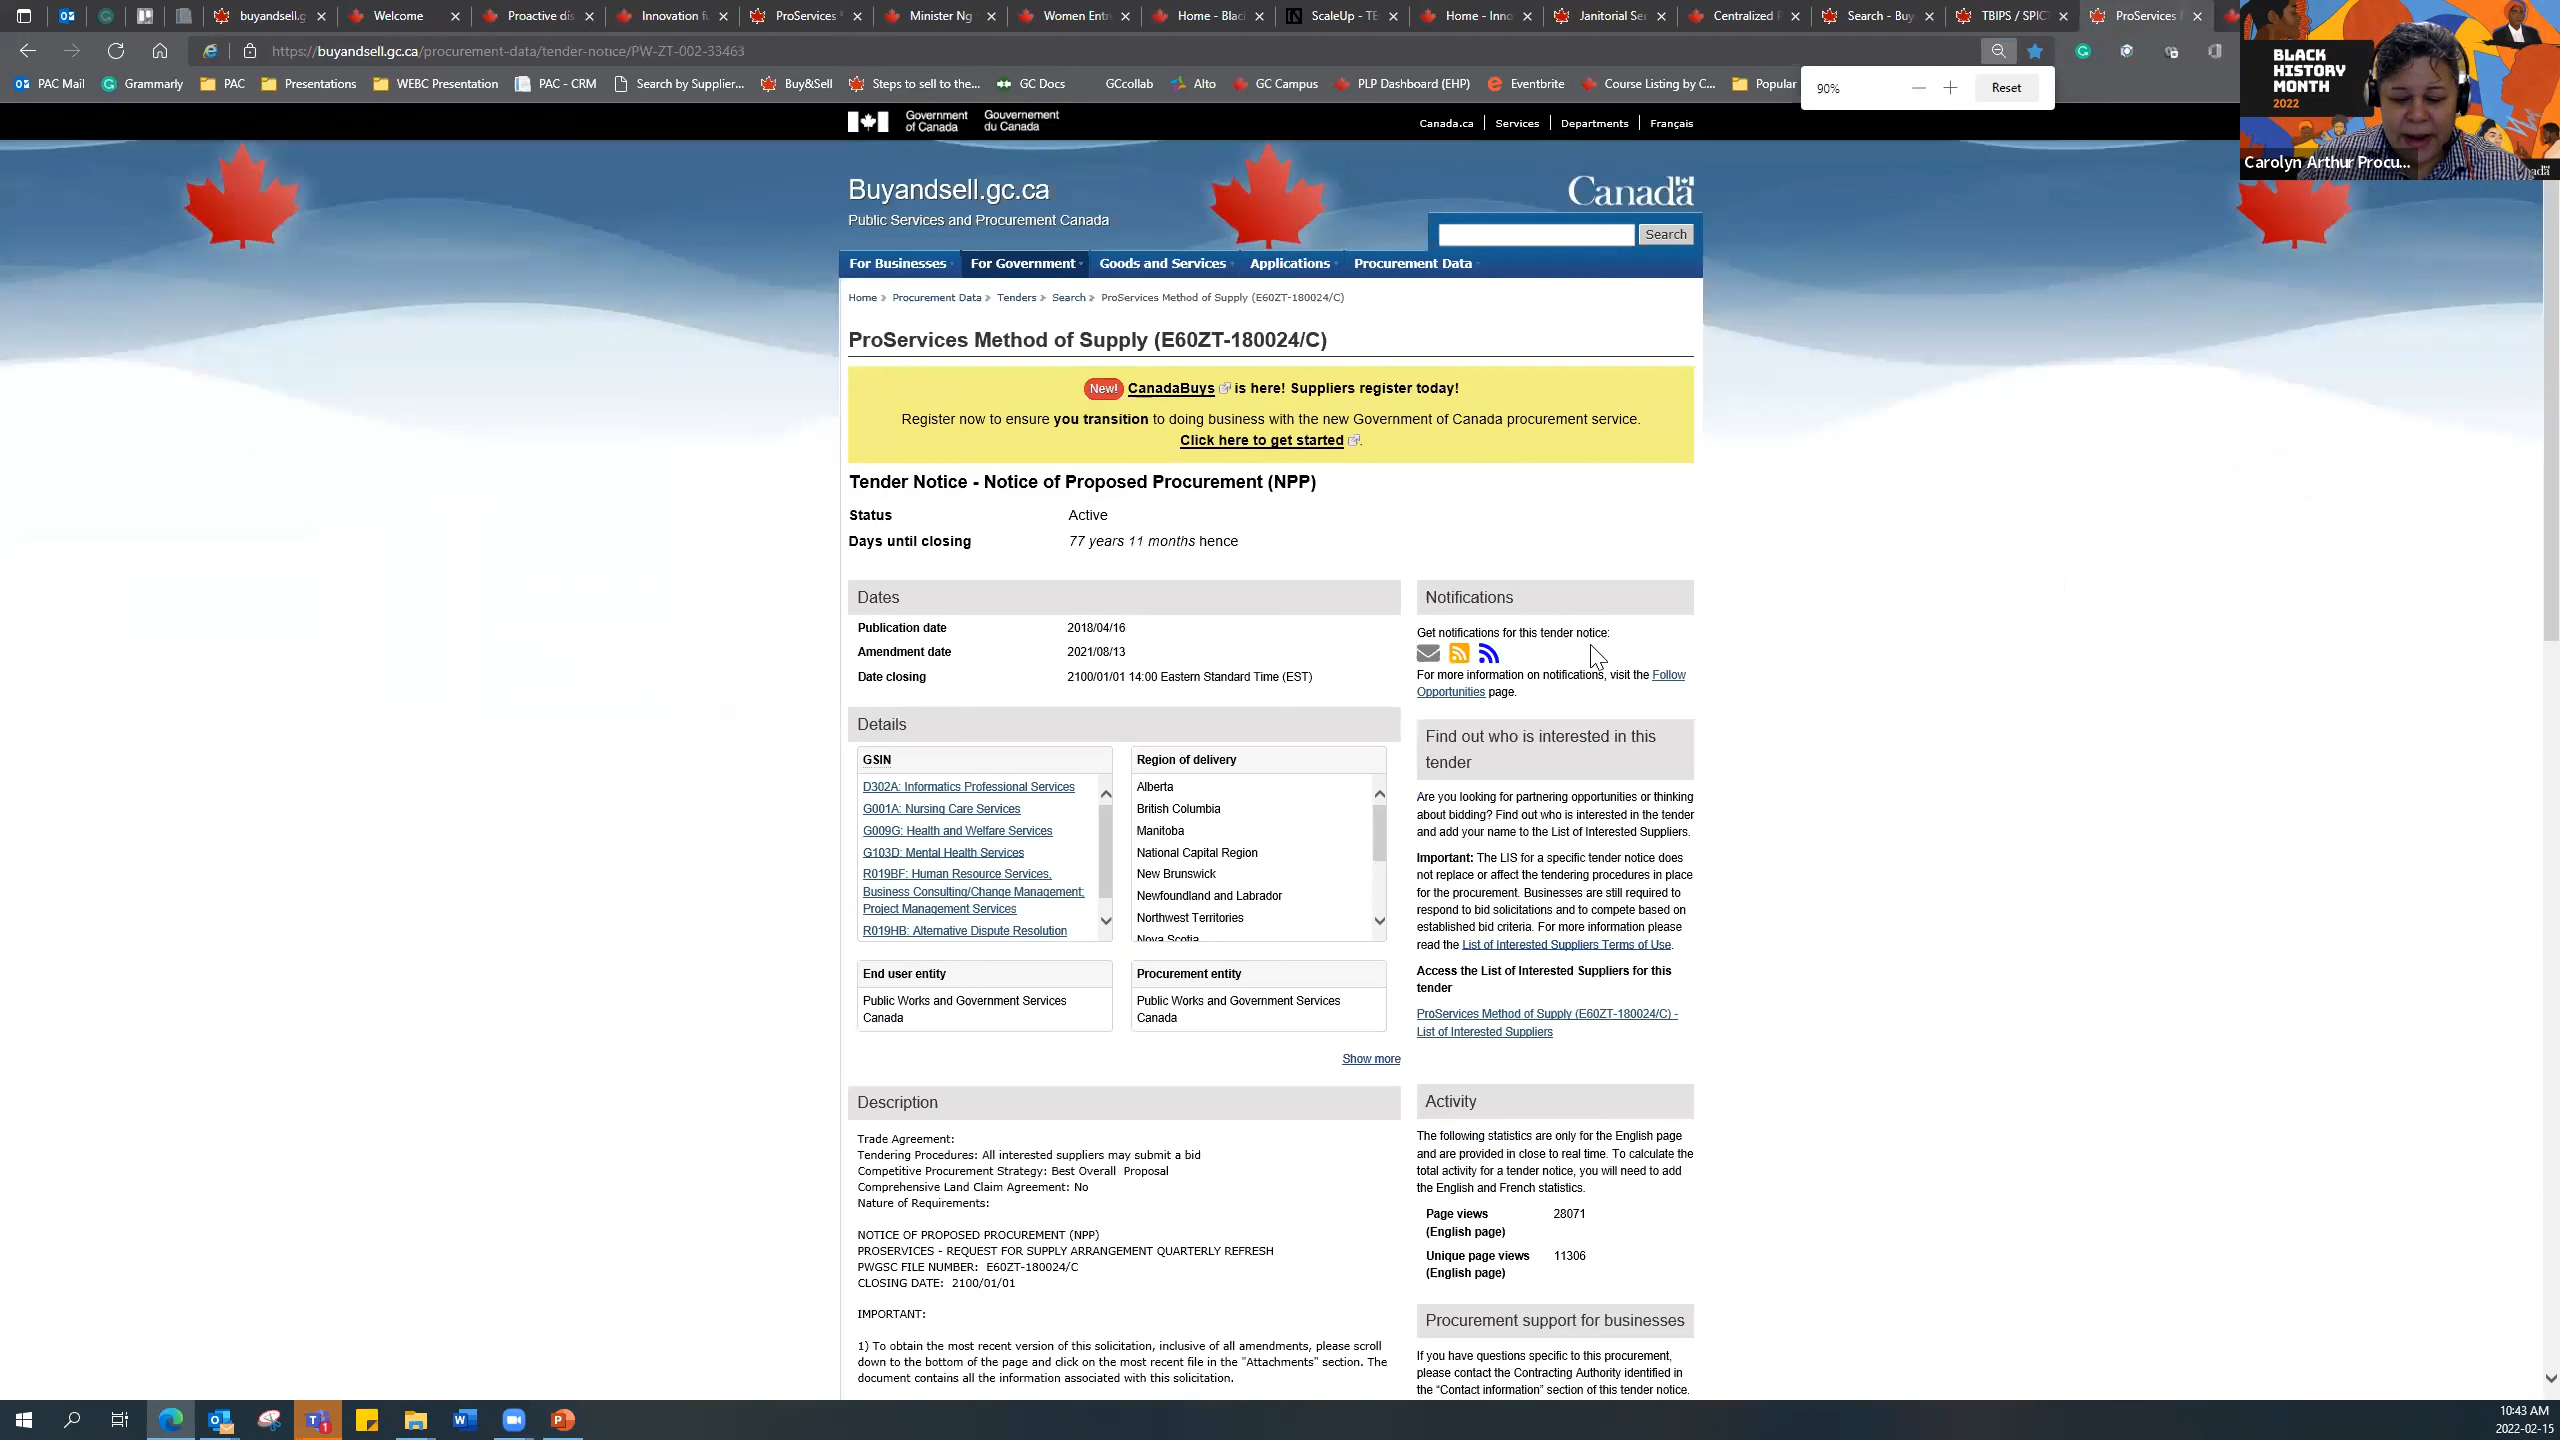 buyandsell.g
Welcome
Proactive di
Innovation f
ProServices
Minister Ng
Women Ent
Home - Blac
ScaleUp - TE
Home - Inno
Janitorial Se
Centralized P
Search - Buy
TBIPS / SPIC
ProServices
https://buyandsell.gc.ca/procurement-data/tender-notice/PW-ZT-002-33463
PAC Mail
Grammarly
PAC
Presentations
WEBC Presentation
PAC - CRM
Search by Supplier...
Buy&Sell
Steps to sell to the...
GC Docs
GCcollab
Alto
GC Campus
PLP Dashboard (EHP)
Eventbrite
Course Listing by C...
Popular
90%
Reset
BLACK
HISTORY
MONTH
2022
Carolyn Arthur Procu...
Government
of Canada
Gouvernement
du Canada
Canada.ca
Services
Departments
Français
Buyandsell.gc.ca
Public Services and Procurement Canada
Canada
Search
For Businesses
For Government
Goods and Services
Applications
Procurement Data
Home
Procurement Data
Tenders
Search
ProServices Method of Supply (E60ZT-180024/C)
ProServices Method of Supply (E60ZT-180024/C)
New! CanadaBuys is here! Suppliers register today!
Register now to ensure you transition to doing business with the new Government of Canada procurement service.
Click here to get started.
Tender Notice - Notice of Proposed Procurement (NPP)
Status Active
Days until closing 77 years 11 months hence
Dates
Publication date 2018/04/16
Amendment date 2021/08/13
Date closing 2100/01/01 14:00 Eastern Standard Time (EST)
Details
GSIN
D302A: Informatics Professional Services
G001A: Nursing Care Services
G009G: Health and Welfare Services
G103D: Mental Health Services
R019BF: Human Resource Services,
Business Consulting/Change Management;
Project Management Services
R019HB: Alternative Dispute Resolution
Region of delivery
Alberta
British Columbia
Manitoba
National Capital Region
New Brunswick
Newfoundland and Labrador
Northwest Territories
Nova Scotia
End user entity
Public Works and Government Services
Canada
Procurement entity
Public Works and Government Services
Canada
Show more
Description
Trade Agreement:
Tendering Procedures: All interested suppliers may submit a bid
Competitive Procurement Strategy: Best Overall Proposal
Comprehensive Land Claim Agreement: No
Nature of Requirements:
NOTICE OF PROPOSED PROCUREMENT (NPP)
PROSERVICES - REQUEST FOR SUPPLY ARRANGEMENT QUARTERLY REFRESH
PWGSC FILE NUMBER: E60ZT-180024/C
CLOSING DATE: 2100/01/01
IMPORTANT:
1) To obtain the most recent version of this solicitation, inclusive of all amendments, please scroll
down to the bottom of the page and click on the most recent file in the "Attachments" section. The
document contains all the information associated with this solicitation.
Notifications
Get notifications for this tender notice:
For more information on notifications, visit the Follow
Opportunities page.
Find out who is interested in this
tender
Are you looking for partnering opportunities or thinking
about bidding? Find out who is interested in the tender
and add your name to the List of Interested Suppliers.
Important: The LIS for a specific tender notice does
not replace or affect the tendering procedures in place
for the procurement. Businesses are still required to
respond to bid solicitations and to compete based on
established bid criteria. For more information please
read the List of Interested Suppliers Terms of Use.
Access the List of Interested Suppliers for this
tender
ProServices Method of Supply (E60ZT-180024/C) -
List of Interested Suppliers
Activity
The following statistics are only for the English page
and are provided in close to real time. To calculate the
total activity for a tender notice, you will need to add
the English and French statistics.
Page views 28071
(English page)
Unique page views 11306
(English page)
Procurement support for businesses
If you have questions specific to this procurement,
please contact the Contracting Authority identified in
the “Contact information” section of this tender notice.
10:43 AM
2022-02-15